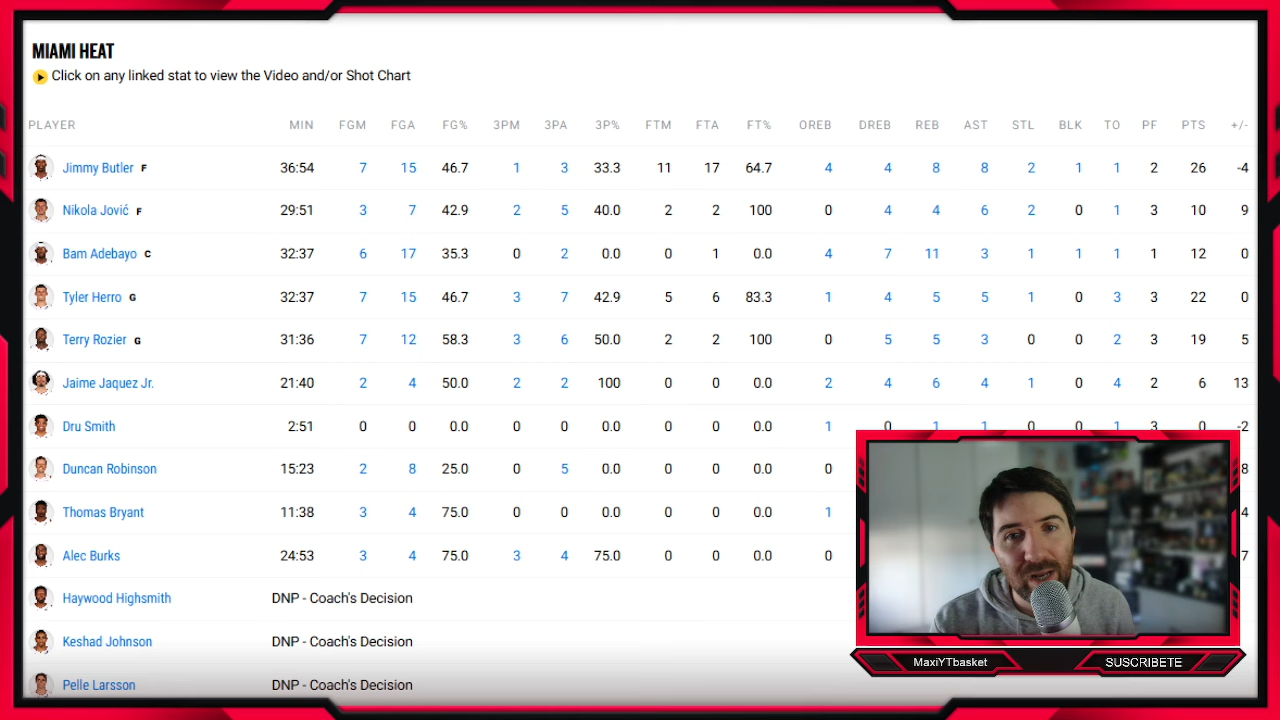 MIAMI HEAT
Click on any linked stat to view the Video and/or Shot Chart
PLAYER MIN FGM FGA FG% 3PM 3PA 3P% FTM FTA FT% OREB DREB REB AST STL BLK TO PF PTS +/-
Jimmy Butler F 36:54 7 15 46.7 1 3 33.3 11 17 64.7 4 4 8 8 2 1 1 2 26 -4
Nikola Jović F 29:51 3 7 42.9 2 5 40.0 2 2 100 0 4 4 6 2 0 1 3 10 9
Bam Adebayo C 32:37 6 17 35.3 0 2 0.0 0 1 0.0 4 7 11 3 1 1 1 1 12 0
Tyler Herro G 32:37 7 15 46.7 3 7 42.9 5 6 83.3 1 4 5 5 1 0 3 3 22 0
Terry Rozier G 31:36 7 12 58.3 3 6 50.0 2 2 100 0 5 5 3 0 0 2 3 19 5
Jaime Jaquez Jr. 21:40 2 4 50.0 2 2 100 0 0 0.0 2 4 6 4 1 0 4 2 6 13
Dru Smith 2:51 0 0 0.0 0 0 0.0 0 0 0.0 1 0 1 1 0 0 1 3 0 -2
Duncan Robinson 15:23 2 8 25.0 0 5 0.0 0 0 0.0 0 8
Thomas Bryant 11:38 3 4 75.0 0 0 0.0 0 0 0.0 1 4
Alec Burks 24:53 3 4 75.0 3 4 75.0 0 0 0.0 0 7
Haywood Highsmith DNP - Coach's Decision
Keshad Johnson DNP - Coach's Decision
Pelle Larsson DNP - Coach's Decision
MaxiYTbasket SUSCRIBETE